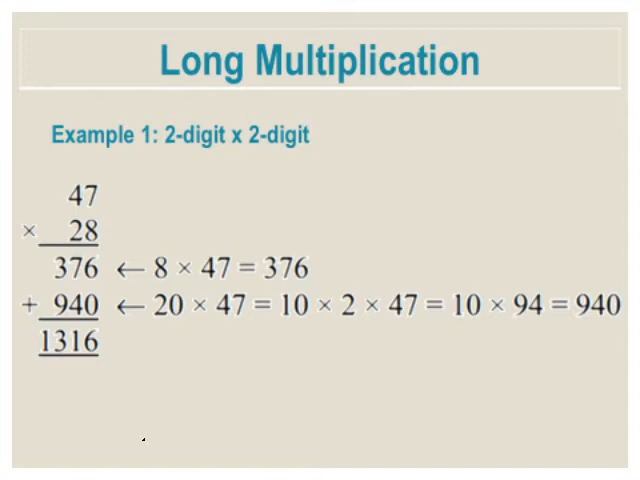 Long Multiplication
Example 1: 2-digit x 2-digit
47
× 28
376 ← 8 × 47 = 376
+ 940 ← 20 × 47 = 10 × 2 × 47 = 10 × 94 = 940
1316